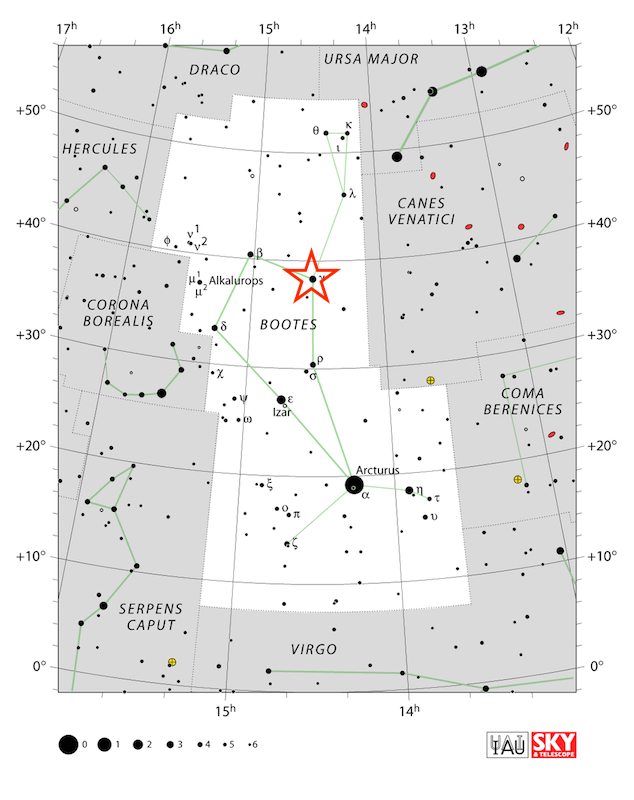 17h 16h 15h 14h 13h 12h
DRACO
URSA MAJOR
+50° +50°
θ κ
ι
HERCULES
λ
CANES
VENATICI
+40° +40°
ν1
φ ν2
β
γ
μ1 Alkalurops
μ2
CORONA
BOREALIS
BOOTES
δ
+30° +30°
ρ
σ
χ
COMA
BERENICES
ψ ε
Izar
ω
+20° +20°
Arcturus
ξ α η τ
ο π υ
ζ
+10° +10°
SERPENS
CAPUT
VIRGO
0° 0°
15h 14h
0 1 2 3 4 5 6
IAU
SKY
& TELESCOPE